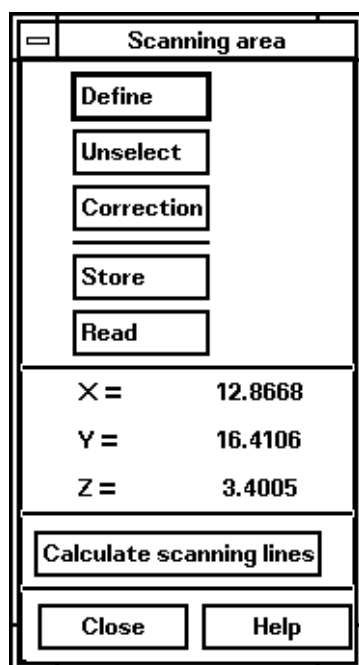 Scanning area
Define
Unselect
Correction
Store
Read
X = 12.8668
Y = 16.4106
Z = 3.4005
Calculate scanning lines
Close Help